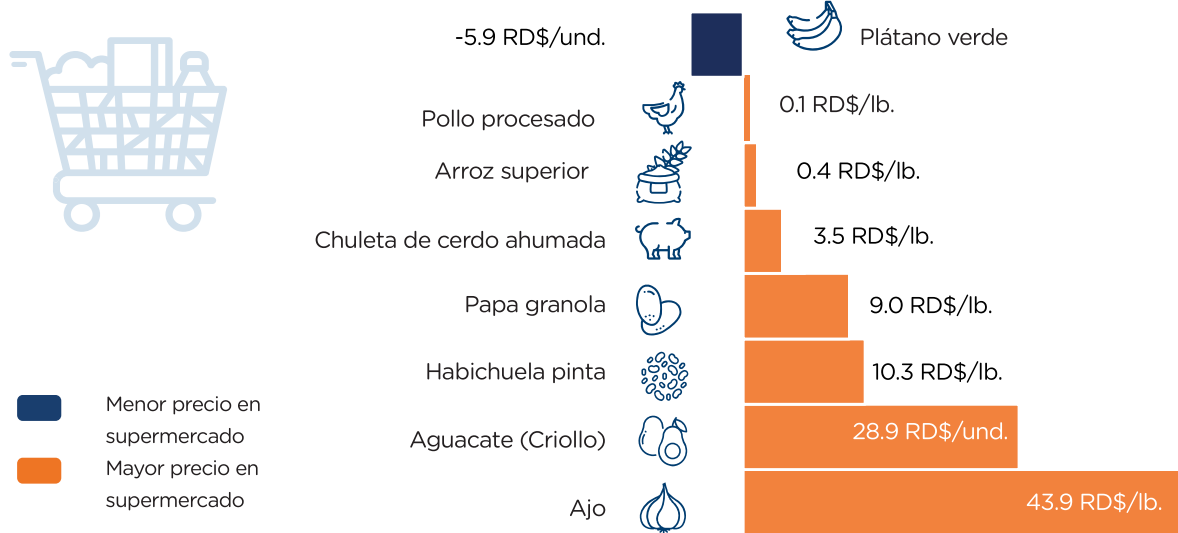 -5.9 RD$/und.
Plátano verde
Pollo procesado
0.1 RD$/lb.
Arroz superior
0.4 RD$/lb.
Chuleta de cerdo ahumada
3.5 RD$/lb.
Papa granola
9.0 RD$/lb.
Habichuela pinta
10.3 RD$/lb.
Aguacate (Criollo)
28.9 RD$/und.
Ajo
43.9 RD$/lb.
Menor precio en
supermercado
Mayor precio en
supermercado